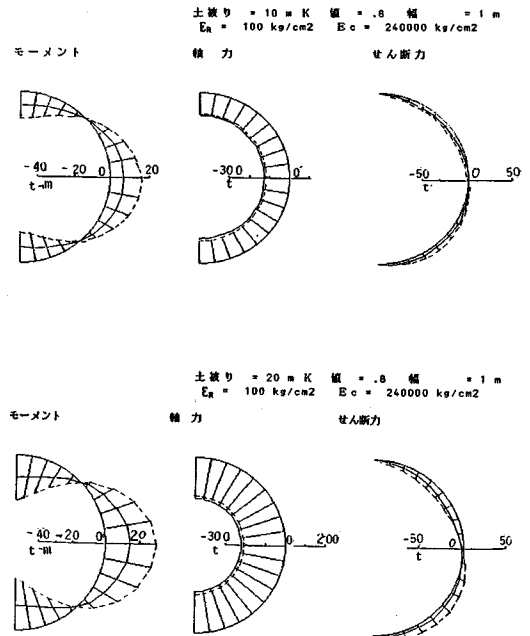 土被り = 10 m K 値 = .6 幅 = 1 m
ER = 100 kg/cm2 Ec = 240000 kg/cm2
モーメント 軸力 せん断力
-40 -20 0 20
t-m
-300 0
t
-50 0 50
t
土被り = 20 m K 値 = .8 幅 = 1 m
ER = 100 kg/cm2 Ec = 240000 kg/cm2
モーメント 軸力 せん断力
-40 -20 0 20
t-m
-300 0 200
t
-50 0 50
t